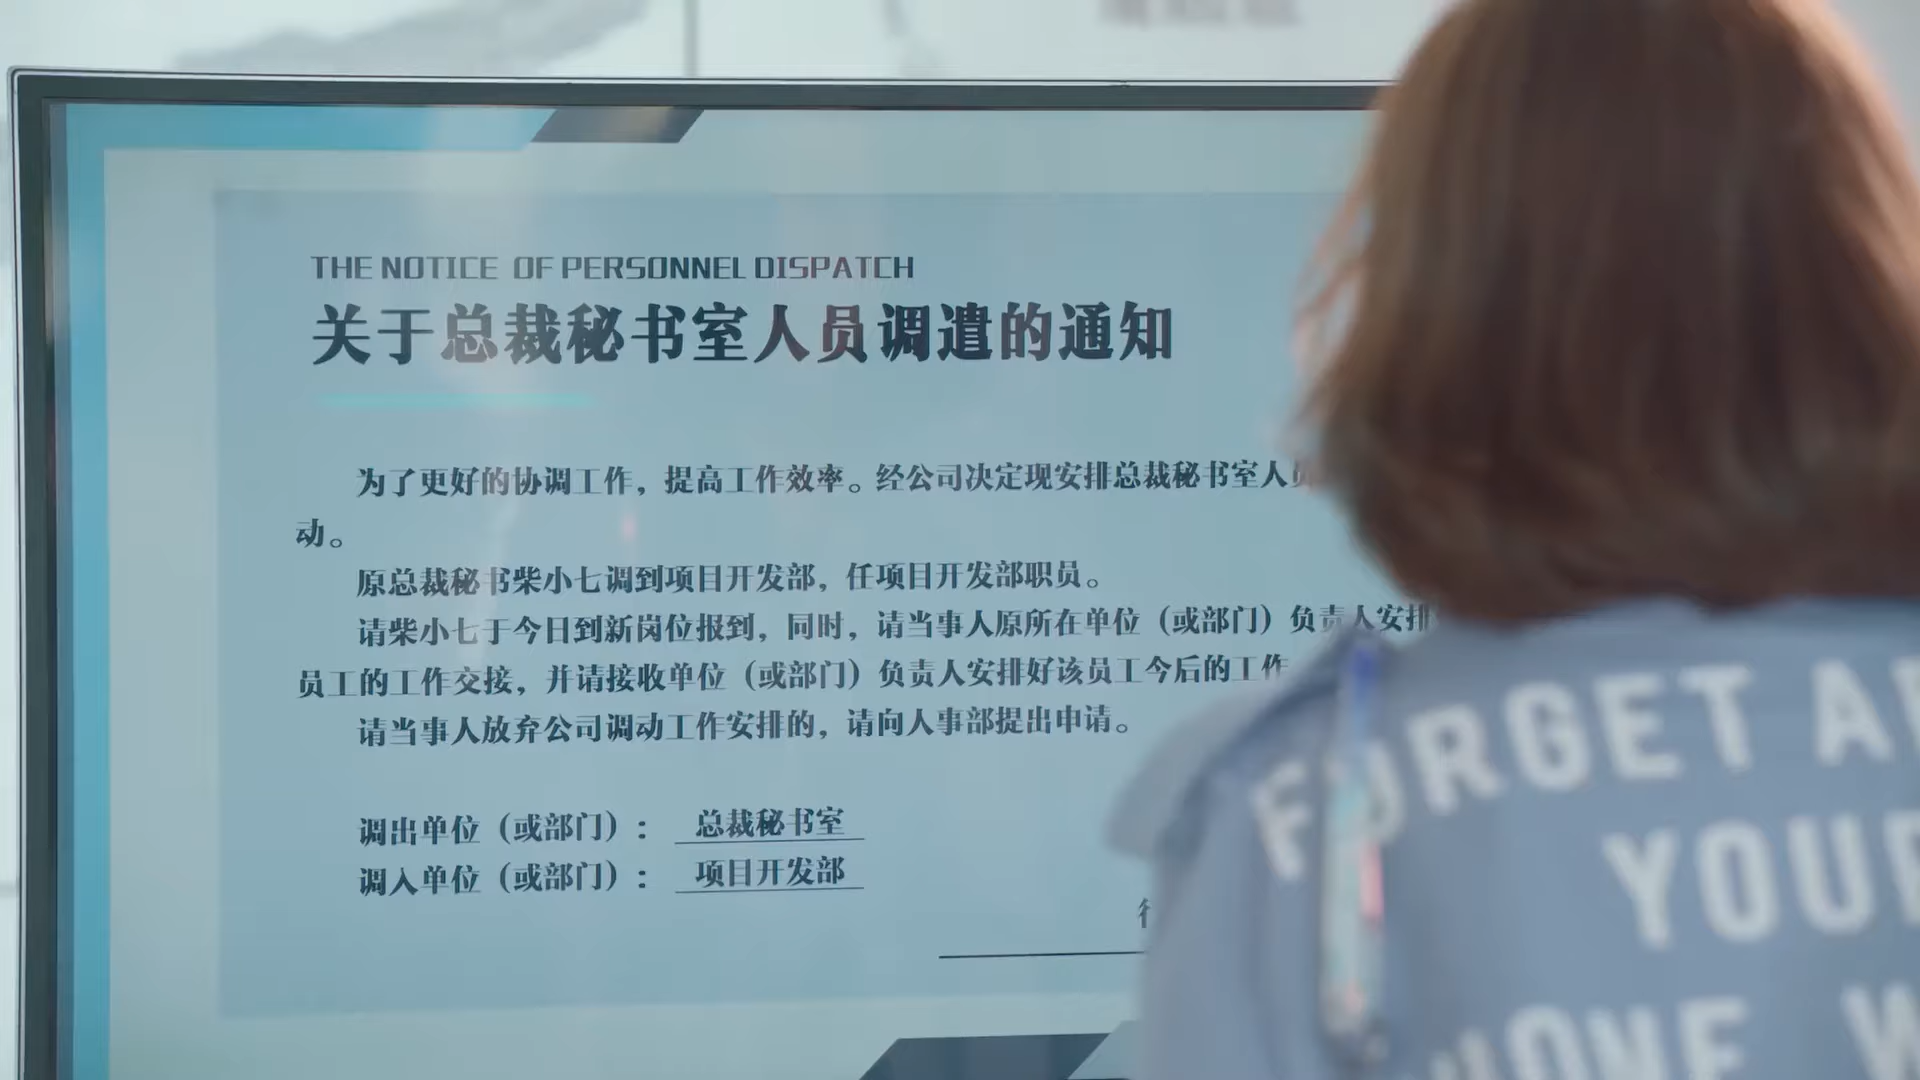 THE NOTICE OF PERSONNEL DISPATCH
关于总裁秘书室人员调遣的通知
为了更好的协调工作，提高工作效率。经公司决定现安排总裁秘书室人员
动。
原总裁秘书柴小七调到项目开发部，任项目开发部职员。
请柴小七于今日到新岗位报到，同时，请当事人原所在单位（或部门）负责人安排
员工的工作交接，并请接收单位（或部门）负责人安排好该员工今后的工作
请当事人放弃公司调动工作安排的，请向人事部提出申请。
调出单位（或部门）： 总裁秘书室
调入单位（或部门）： 项目开发部
FORGET
YOUR